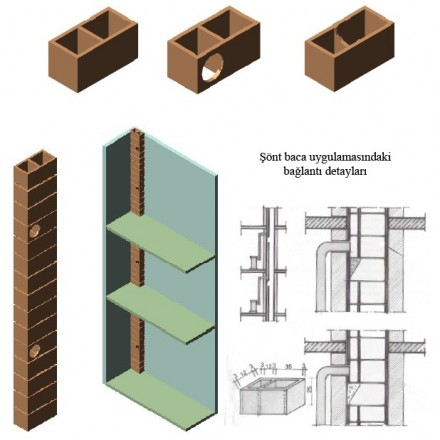 Şönt baca uygulamasındaki
bağlantı detayları